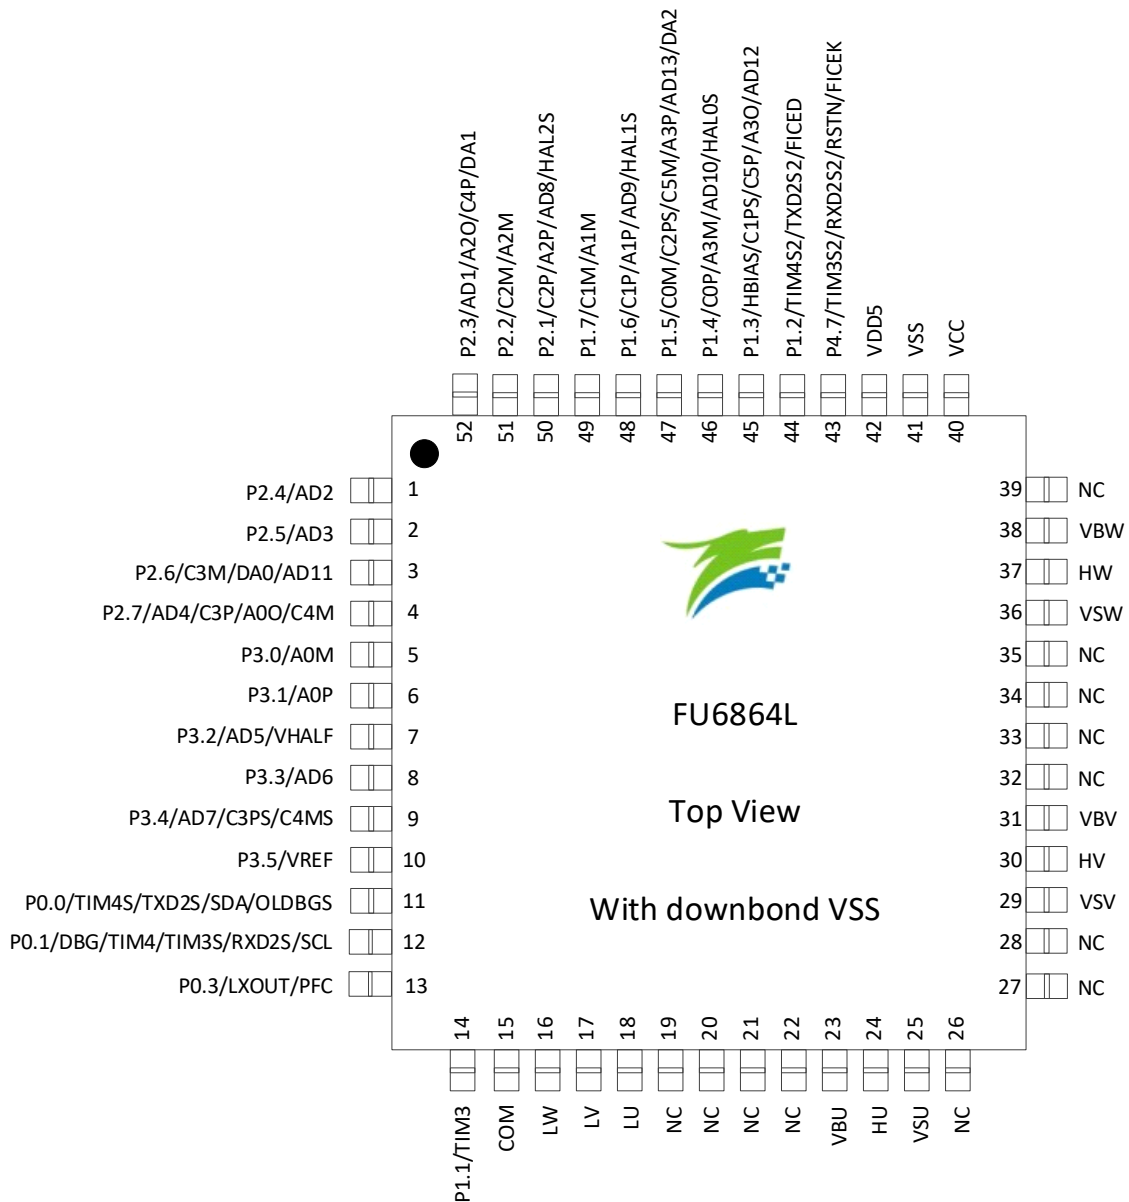 P2.3/AD1/A2O/C4P/DA1
P2.2/C2M/A2M
P2.1/C2P/A2P/AD8/HAL2S
P1.7/C1M/A1M
P1.6/C1P/A1P/AD9/HAL1S
P1.5/C0M/C2PS/C5M/A3P/AD13/DA2
P1.4/C0P/A3M/AD10/HAL0S
P1.3/HBIAS/C1PS/C5P/A3O/AD12
P1.2/TIM4S2/TXD2S2/FICED
P4.7/TIM3S2/RXD2S2/RSTN/FICEK
VDD5
VSS
VCC
52 51 50 49 48 47 46 45 44 43 42 41 40
P2.4/AD2 1
P2.5/AD3 2
P2.6/C3M/DA0/AD11 3
P2.7/AD4/C3P/A0O/C4M 4
P3.0/A0M 5
P3.1/A0P 6
P3.2/AD5/VHALF 7
P3.3/AD6 8
P3.4/AD7/C3PS/C4MS 9
P3.5/VREF 10
P0.0/TIM4S/TXD2S/SDA/OLDBGS 11
P0.1/DBG/TIM4/TIM3S/RXD2S/SCL 12
P0.3/LXOUT/PFC 13
FU6864L
Top View
With downbond VSS
39 NC
38 VBW
37 HW
36 VSW
35 NC
34 NC
33 NC
32 NC
31 VBV
30 HV
29 VSV
28 NC
27 NC
14 15 16 17 18 19 20 21 22 23 24 25 26
P1.1/TIM3
COM
LW
LV
LU
NC
NC
NC
NC
VBU
HU
VSU
NC